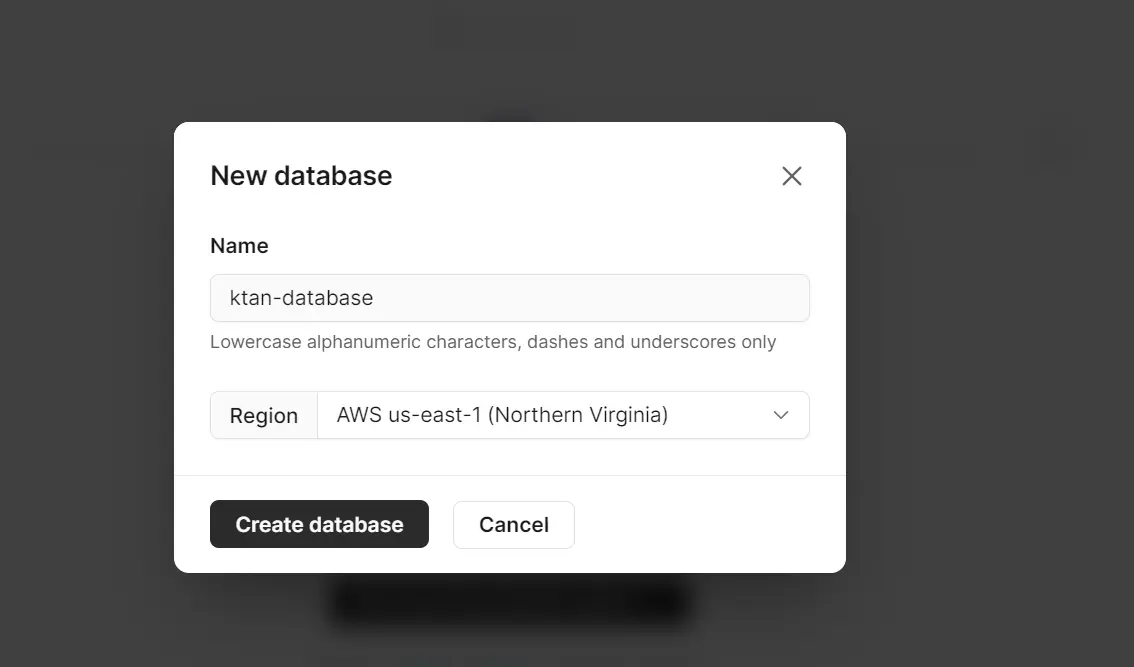 New database
Name
ktan-database
Lowercase alphanumeric characters, dashes and underscores only
Region AWS us-east-1 (Northern Virginia)
Create database Cancel